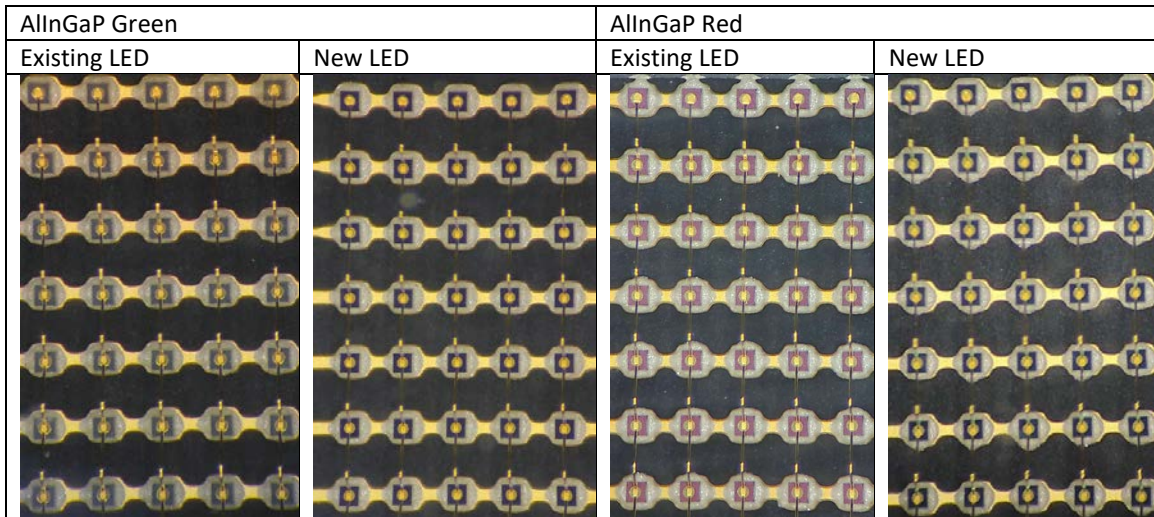 AlInGaP Green
AlInGaP Red
Existing LED
New LED
Existing LED
New LED